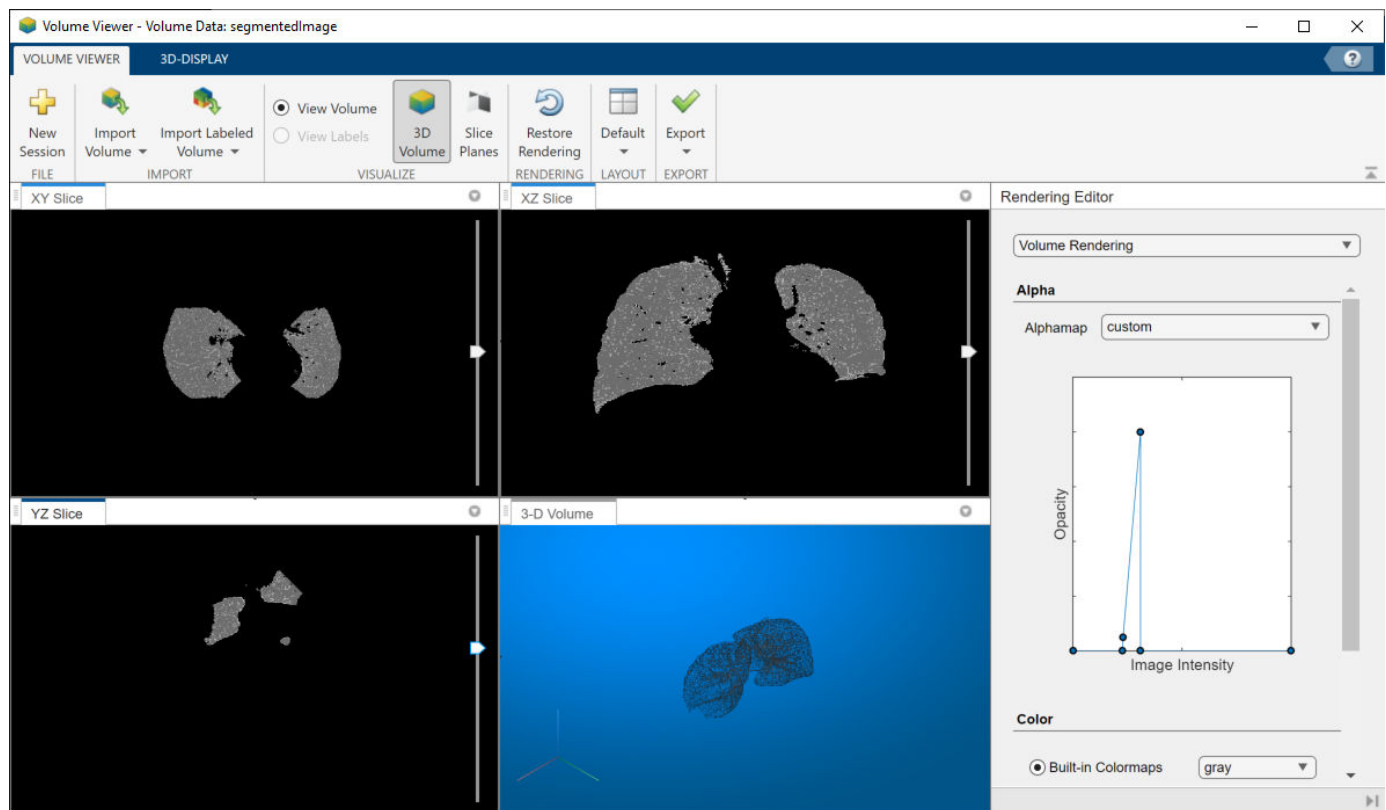 Volume Viewer - Volume Data: segmentedImage
VOLUME VIEWER 3D-DISPLAY
?
New Session
Import Volume
Import Labeled Volume
View Volume
View Labels
3D Volume
Slice Planes
Restore Rendering
Default
Export
FILE
IMPORT
VISUALIZE
RENDERING
LAYOUT
EXPORT
XY Slice
XZ Slice
Rendering Editor
Volume Rendering
Alpha
Alphamap custom
Opacity
Image Intensity
YZ Slice
3-D Volume
Color
Built-in Colormaps gray